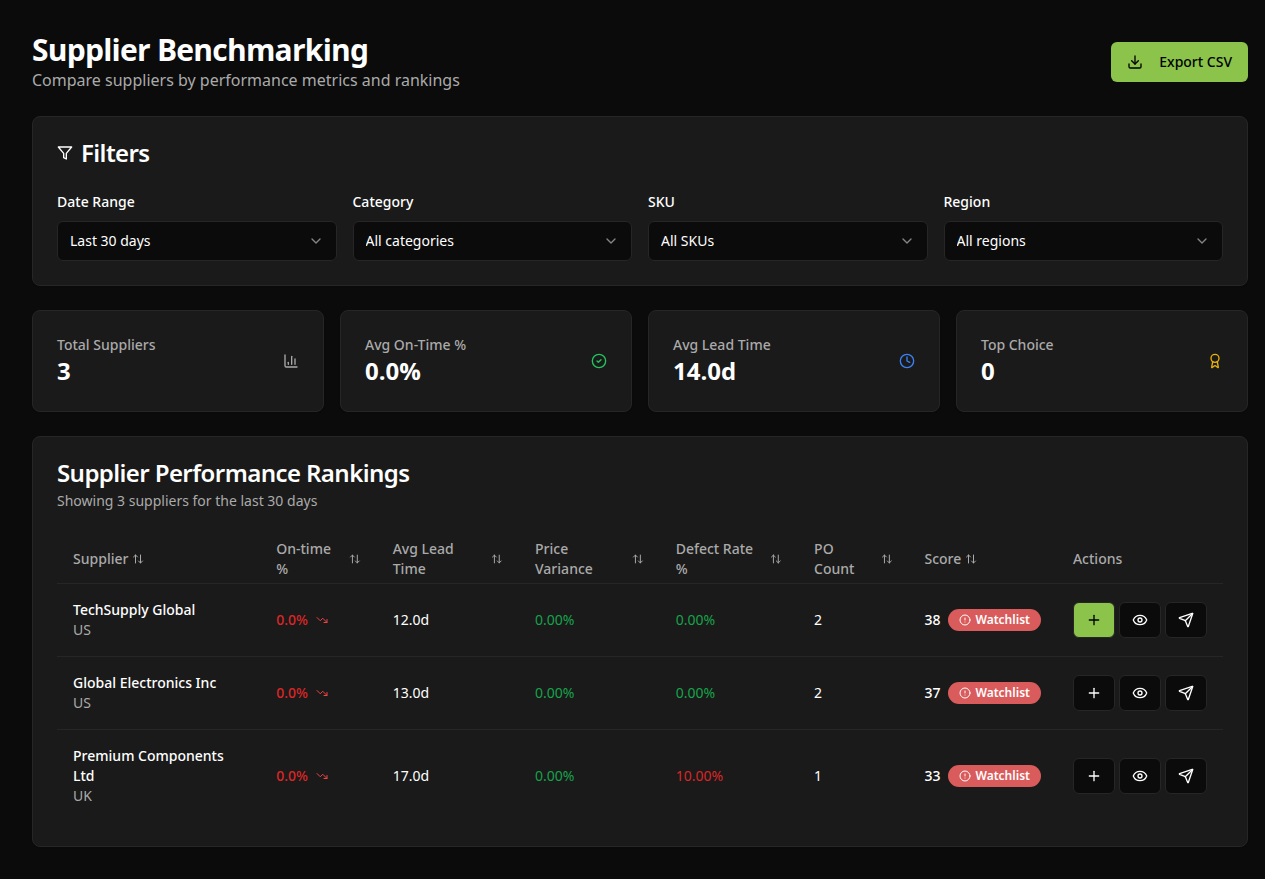 Supplier Benchmarking
Compare suppliers by performance metrics and rankings
Export CSV
Filters
Date Range
Category
SKU
Region
Last 30 days
All categories
All SKUs
All regions
Total Suppliers
3
Avg On-Time %
0.0%
Avg Lead Time
14.0d
Top Choice
0
Supplier Performance Rankings
Showing 3 suppliers for the last 30 days
Supplier
On-time
%
Avg Lead
Time
Price
Variance
Defect Rate
%
PO
Count
Score
Actions
TechSupply Global
US
0.0%
12.0d
0.00%
0.00%
2
38
Watchlist
Global Electronics Inc
US
0.0%
13.0d
0.00%
0.00%
2
37
Watchlist
Premium Components
Ltd
UK
0.0%
17.0d
0.00%
10.00%
1
33
Watchlist